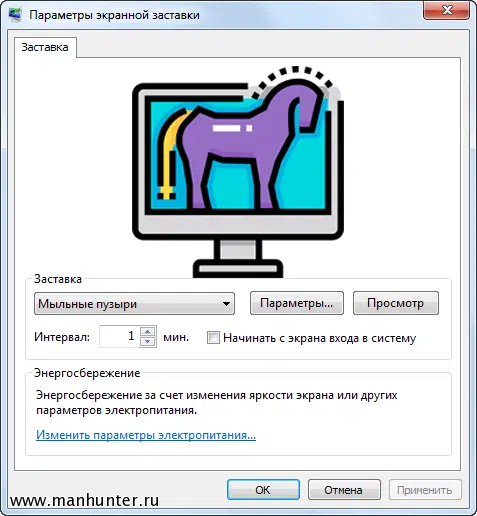 Параметры экранной заставки
Заставка
Заставка
Мыльные пузыри
Параметры...
Просмотр
Интервал: 1 мин.
Начинать с экрана входа в систему
Энергосбережение
Энергосбережение за счет изменения яркости экрана или других
параметров электропитания.
Изменить параметры электропитания...
OK
Отмена
Применить
www.manhunter.ru